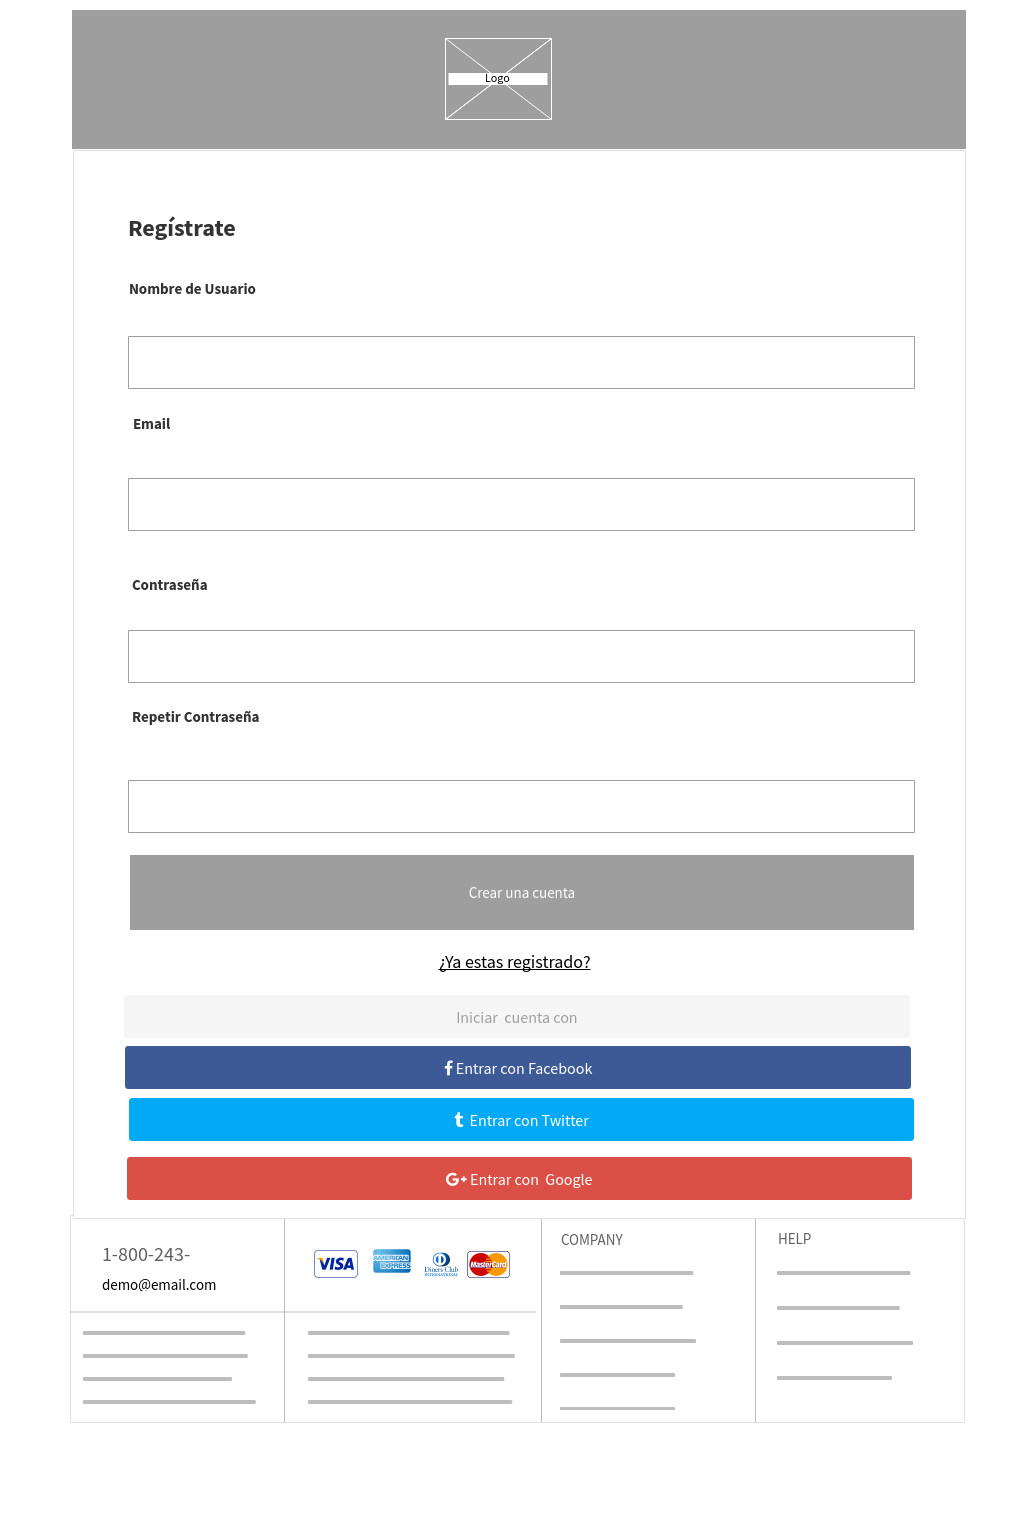 Logo
Regístrate
Nombre de Usuario
Email
Contraseña
Repetir Contraseña
Crear una cuenta
¿Ya estas registrado?
Iniciar  cuenta con
Entrar con Facebook
Entrar con Twitter
Entrar con  Google
1-800-243-
demo@email.com
VISA
AMERICAN
EXPRESS
Diners Club
INTERNATIONAL
MasterCard
COMPANY
HELP